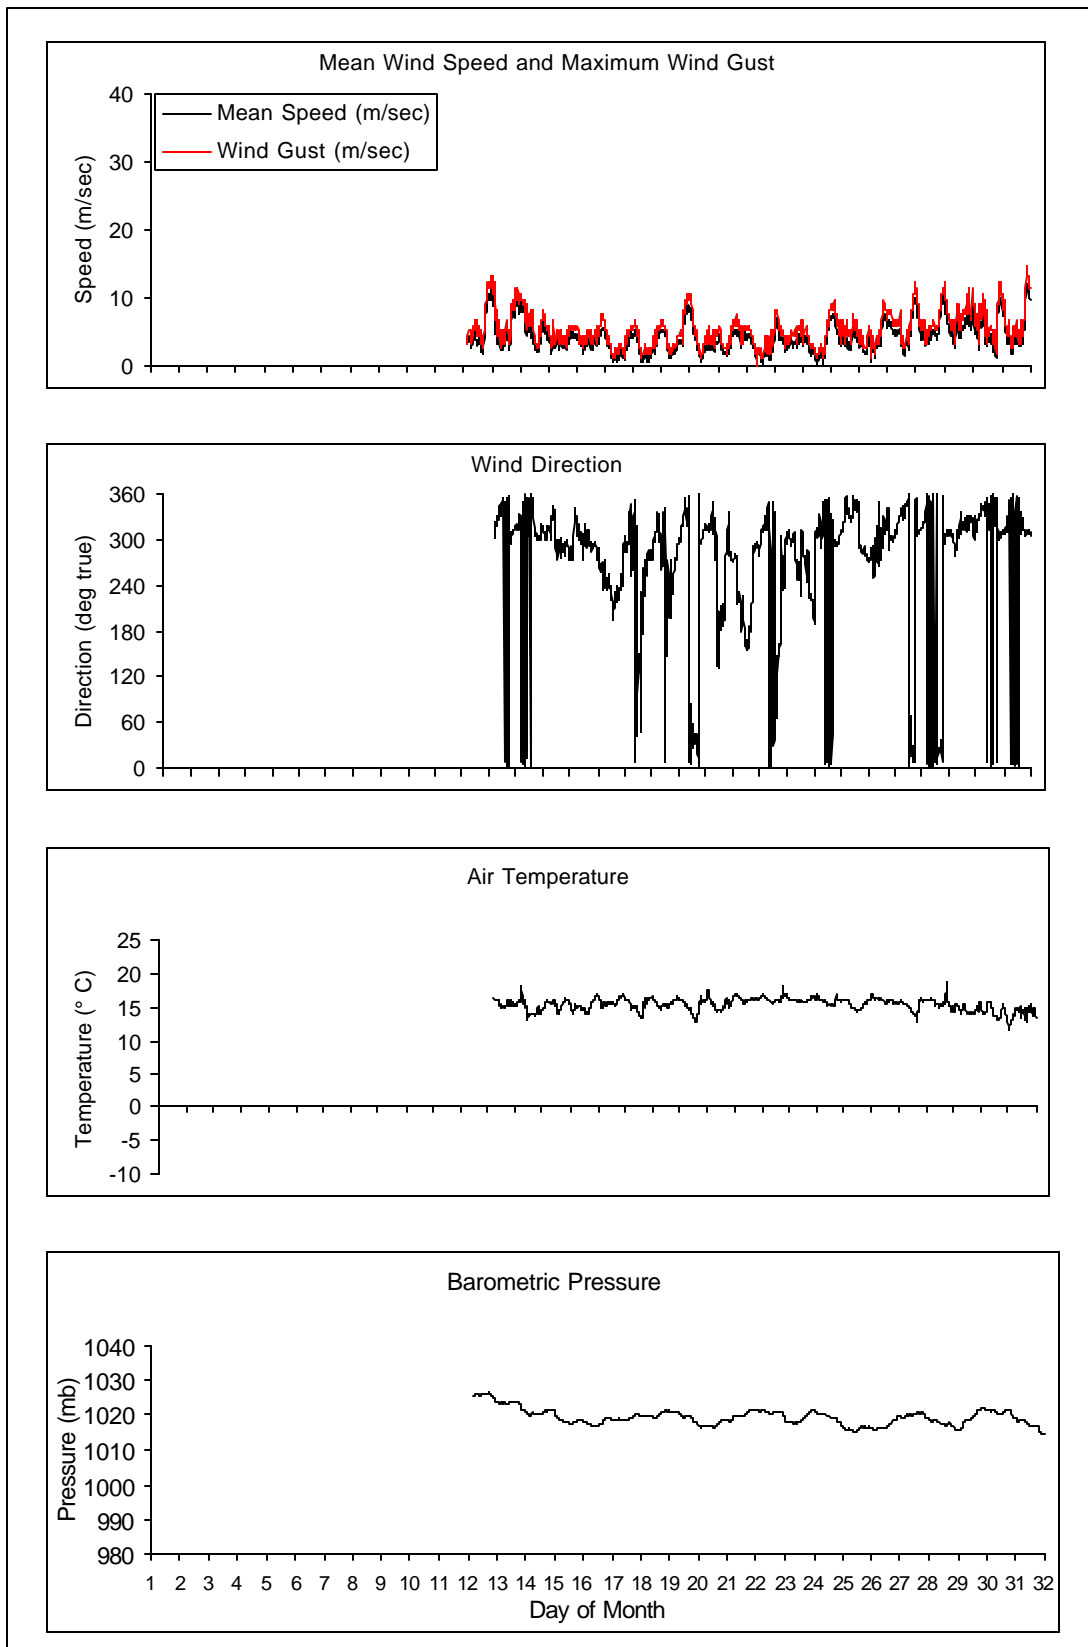 Mean Wind Speed and Maximum Wind Gust
40
30
20
10
0
Speed (m/sec)
Mean Speed (m/sec)
Wind Gust (m/sec)
Wind Direction
360
300
240
180
120
60
0
Direction (deg true)
Air Temperature
25
20
15
10
5
0
-5
-10
Temperature (° C)
Barometric Pressure
1040
1030
1020
1010
1000
990
980
Pressure (mb)
1 2 3 4 5 6 7 8 9 10 11 12 13 14 15 16 17 18 19 20 21 22 23 24 25 26 27 28 29 30 31 32
Day of Month